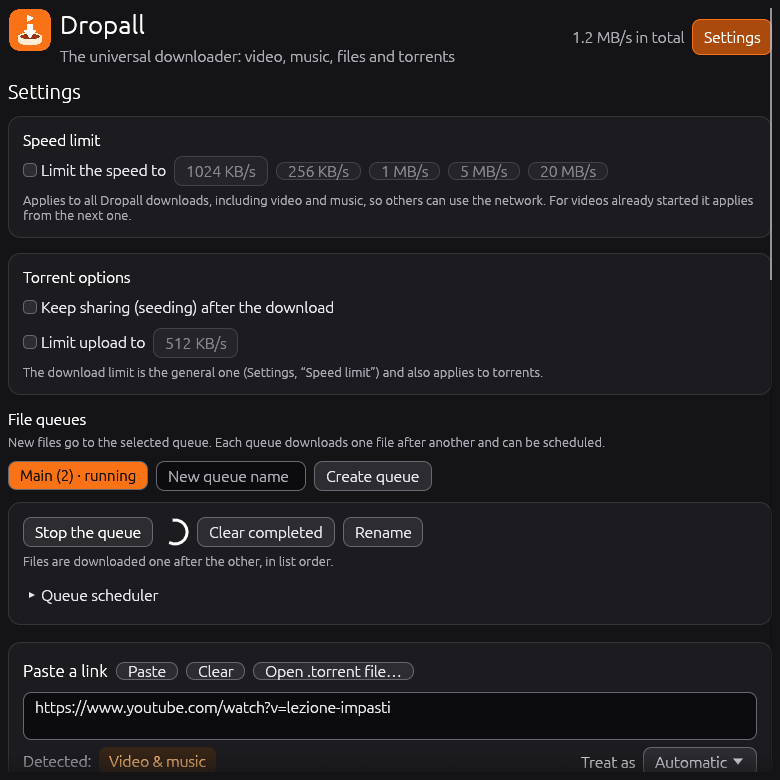 Dropall
The universal downloader: video, music, files and torrents
1.2 MB/s in total
Settings
Settings
Speed limit
Limit the speed to 1024 KB/s 256 KB/s 1 MB/s 5 MB/s 20 MB/s
Applies to all Dropall downloads, including video and music, so others can use the network. For videos already started it applies
from the next one.
Torrent options
Keep sharing (seeding) after the download
Limit upload to 512 KB/s
The download limit is the general one (Settings, “Speed limit”) and also applies to torrents.
File queues
New files go to the selected queue. Each queue downloads one file after another and can be scheduled.
Main (2) · running New queue name Create queue
Stop the queue Clear completed Rename
Files are downloaded one after the other, in list order.
Queue scheduler
Paste a link Paste Clear Open .torrent file…
https://www.youtube.com/watch?v=lezione-impasti
Detected: Video & music Treat as Automatic